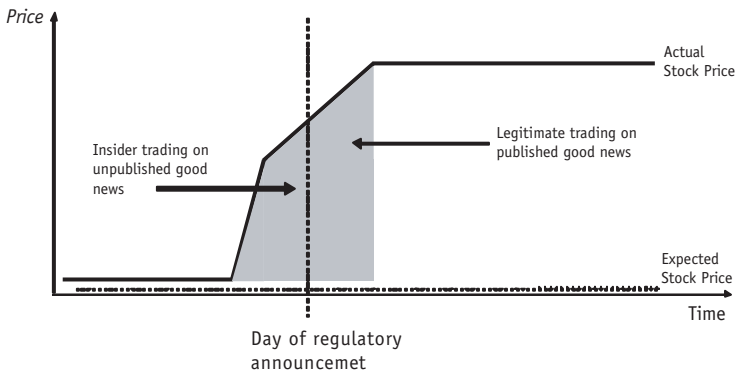 Price
Actual
Stock Price
Insider trading on
unpublished good
news
Legitimate trading on
published good news
Expected
Stock Price
Time
Day of regulatory
announcemet